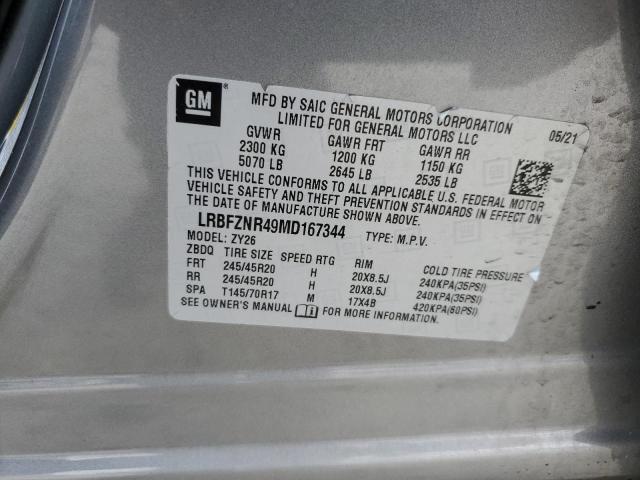 GM
MFD BY SAIC GENERAL MOTORS CORPORATION
LIMITED FOR GENERAL MOTORS LLC
05/21
GVWR GAWR FRT GAWR RR
2300 KG 1200 KG 1150 KG
5070 LB 2645 LB 2535 LB
THIS VEHICLE CONFORMS TO ALL APPLICABLE U.S. FEDERAL MOTOR
VEHICLE SAFETY AND THEFT PREVENTION STANDARDS IN EFFECT ON
THE DATE OF MANUFACTURE SHOWN ABOVE.
LRBFZNR49MD167344 TYPE: M.P.V.
MODEL: ZY26
ZBDQ TIRE SIZE SPEED RTG RIM COLD TIRE PRESSURE
FRT 245/45R20 H 20X8.5J 240KPA(35PSI)
RR 245/45R20 H 20X8.5J 240KPA(35PSI)
SPA T145/70R17 M 17X4B 420KPA(60PSI)
SEE OWNER'S MANUAL FOR MORE INFORMATION